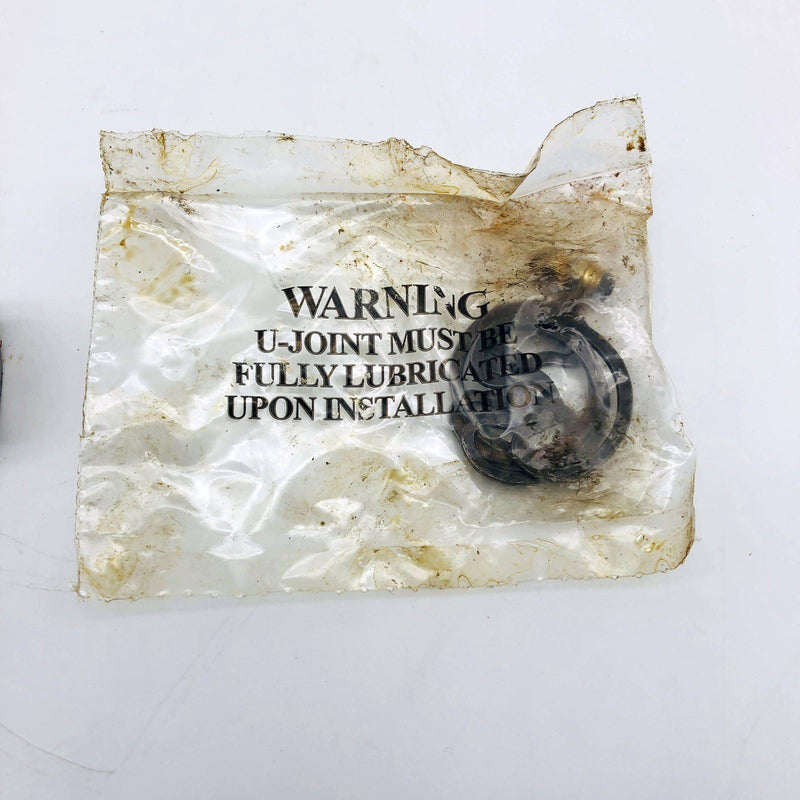 WARNING
U-JOINT MUST BE
FULLY LUBRICATED
UPON INSTALLATION